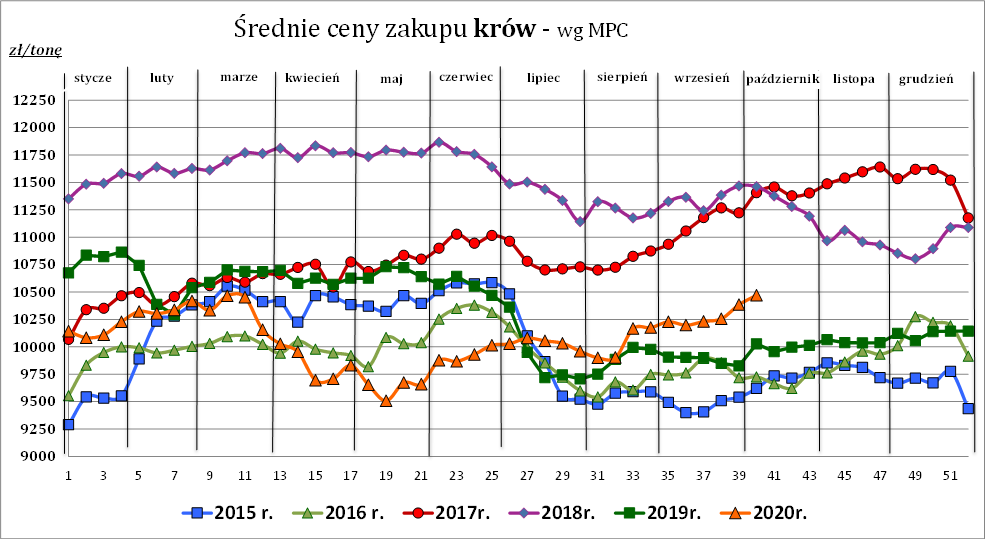 Średnie ceny zakupu krów - wg MPC
zł/tonę
stycze luty marze kwiecień maj czerwiec lipiec sierpień wrzesień październik listopa grudzień
12250
12000
11750
11500
11250
11000
10750
10500
10250
10000
9750
9500
9250
9000
1 3 5 7 9 11 13 15 17 19 21 23 25 27 29 31 33 35 37 39 41 43 45 47 49 51
2015 r. 2016 r. 2017r. 2018r. 2019r. 2020r.